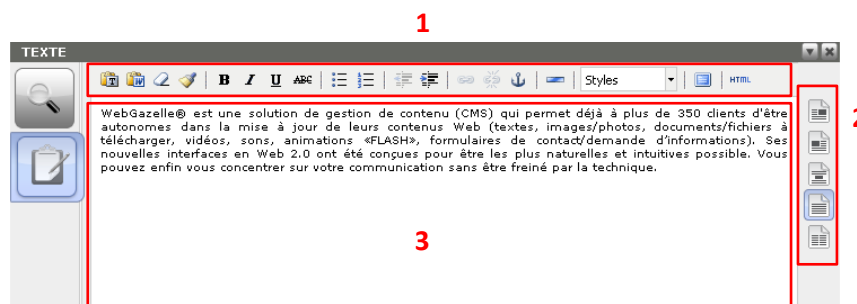 1
TEXTE
B I U ABC Styles HTML
2
WebGazelle® est une solution de gestion de contenu (CMS) qui permet déjà à plus de 350 clients d'être
autonomes dans la mise à jour de leurs contenus Web (textes, images/photos, documents/fichiers à
télécharger, vidéos, sons, animations «FLASH», formulaires de contact/demande d'informations). Ses
nouvelles interfaces en Web 2.0 ont été conçues pour être les plus naturelles et intuitives possible. Vous
pouvez enfin vous concentrer sur votre communication sans être freiné par la technique.
3